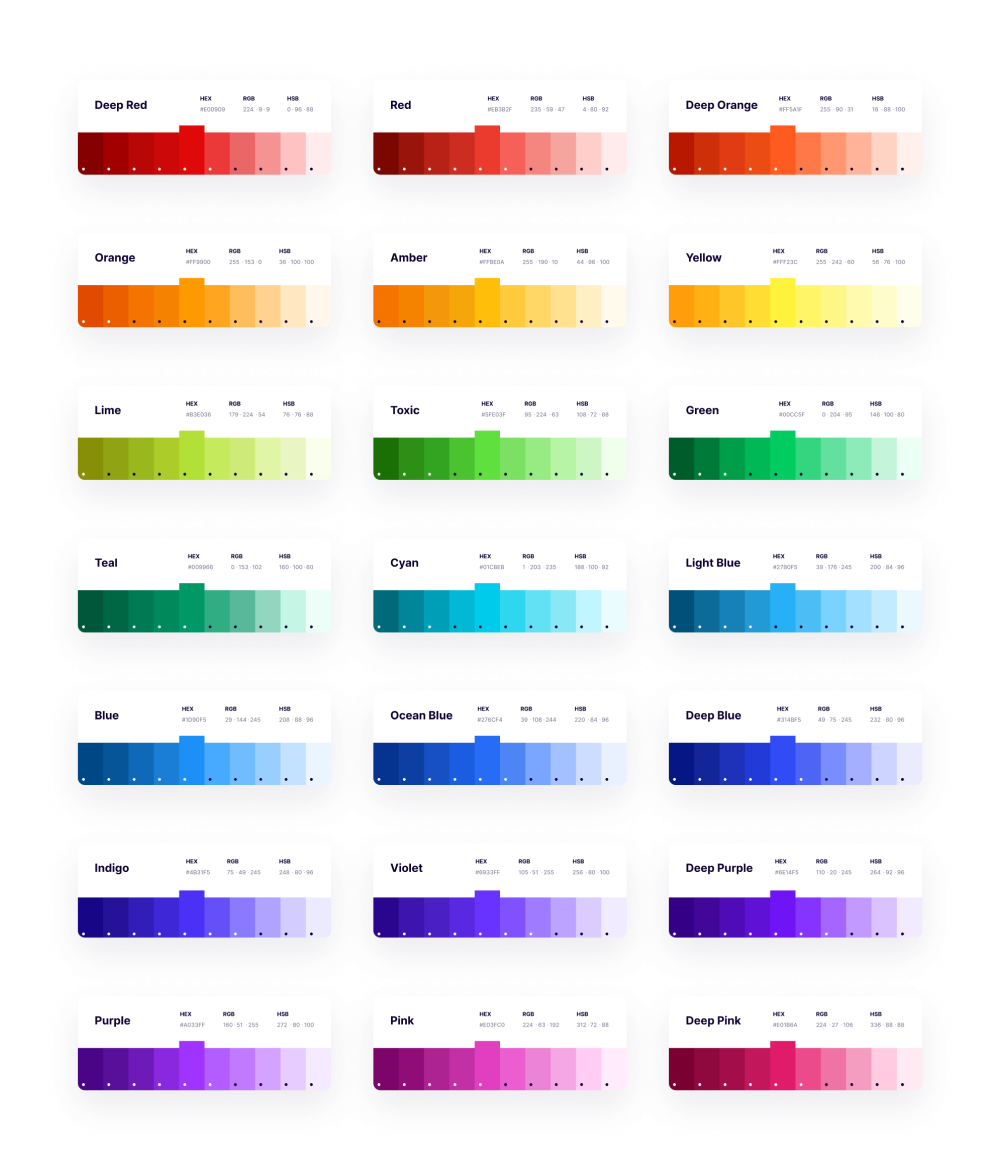 Deep Red
HEX RGB HSB
#E00909 224 · 9 · 9 0 · 96 · 88
Red
HEX RGB HSB
#EB3B2F 235 · 59 · 47 4 · 80 · 92
Deep Orange
HEX RGB HSB
#FF5A1F 255 · 90 · 31 16 · 88 · 100
Orange
HEX RGB HSB
#FF9900 255 · 153 · 0 36 · 100 · 100
Amber
HEX RGB HSB
#FFBE0A 255 · 190 · 10 44 · 96 · 100
Yellow
HEX RGB HSB
#FFF23C 255 · 242 · 60 56 · 76 · 100
Lime
HEX RGB HSB
#B3E036 179 · 224 · 54 76 · 76 · 88
Toxic
HEX RGB HSB
#5FE03F 95 · 224 · 63 108 · 72 · 88
Green
HEX RGB HSB
#00CC5F 0 · 204 · 95 148 · 100 · 80
Teal
HEX RGB HSB
#009966 0 · 153 · 102 160 · 100 · 60
Cyan
HEX RGB HSB
#01CBEB 1 · 203 · 235 188 · 100 · 92
Light Blue
HEX RGB HSB
#27B0F5 39 · 176 · 245 200 · 84 · 96
Blue
HEX RGB HSB
#1D90F5 29 · 144 · 245 208 · 88 · 96
Ocean Blue
HEX RGB HSB
#276CF4 39 · 108 · 244 220 · 84 · 96
Deep Blue
HEX RGB HSB
#314BF5 49 · 75 · 245 232 · 80 · 96
Indigo
HEX RGB HSB
#4B31F5 75 · 49 · 245 248 · 80 · 96
Violet
HEX RGB HSB
#6933FF 105 · 51 · 255 256 · 80 · 100
Deep Purple
HEX RGB HSB
#6E14F5 110 · 20 · 245 264 · 92 · 96
Purple
HEX RGB HSB
#A033FF 160 · 51 · 255 272 · 80 · 100
Pink
HEX RGB HSB
#E03FC0 224 · 63 · 192 312 · 72 · 88
Deep Pink
HEX RGB HSB
#E01B6A 224 · 27 · 106 336 · 88 · 88